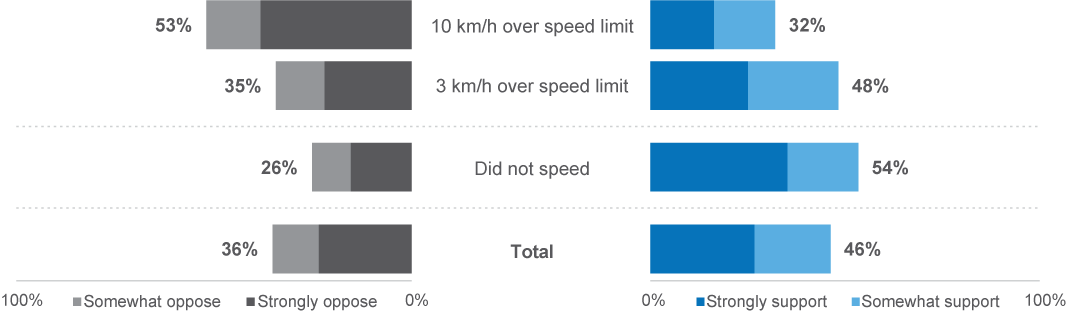 53% 10 km/h over speed limit 32%
35% 3 km/h over speed limit 48%
26% Did not speed 54%
36% Total 46%
100% Somewhat oppose Strongly oppose 0% 0% Strongly support Somewhat support 100%